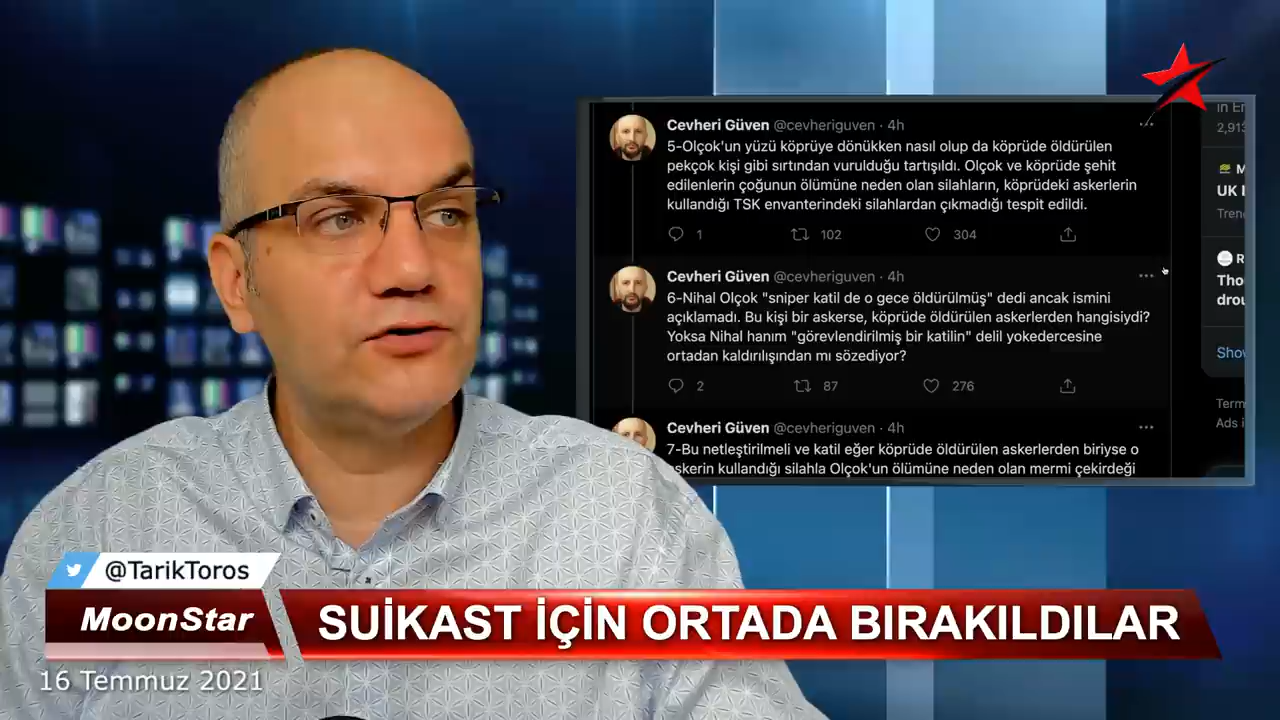 Cevheri Güven @cevheriguven · 4h
5-Olçok'un yüzü köprüye dönükken nasıl olup da köprüde öldürülen
pekçok kişi gibi sırtından vurulduğu tartışıldı. Olçok ve köprüde şehit
edilenlerin çoğunun ölümüne neden olan silahların, köprüdeki askerlerin
kullandığı TSK envanterindeki silahlardan çıkmadığı tespit edildi.
1 102 304
Cevheri Güven @cevheriguven · 4h
6-Nihal Olçok "sniper katil de o gece öldürülmüş" dedi ancak ismini
açıklamadı. Bu kişi bir askerse, köprüde öldürülen askerlerden hangisiydi?
Yoksa Nihal hanım "görevlendirilmiş bir katilin" delil yokedercesine
ortadan kaldırılışından mı sözediyor?
2 87 276
Cevheri Güven @cevheriguven · 4h
7-Bu netleştirilmeli ve katil eğer köprüde öldürülen askerlerden biriyse o
askerin kullandığı silahla Olçok'un ölümüne neden olan mermi çekirdeği
in En
2,913
M
UK
Trend
R
Tho
drou
Show
Term
Ads i
@TarikToros
MoonStar
SUİKAST İÇİN ORTADA BIRAKILDILAR
16 Temmuz 2021